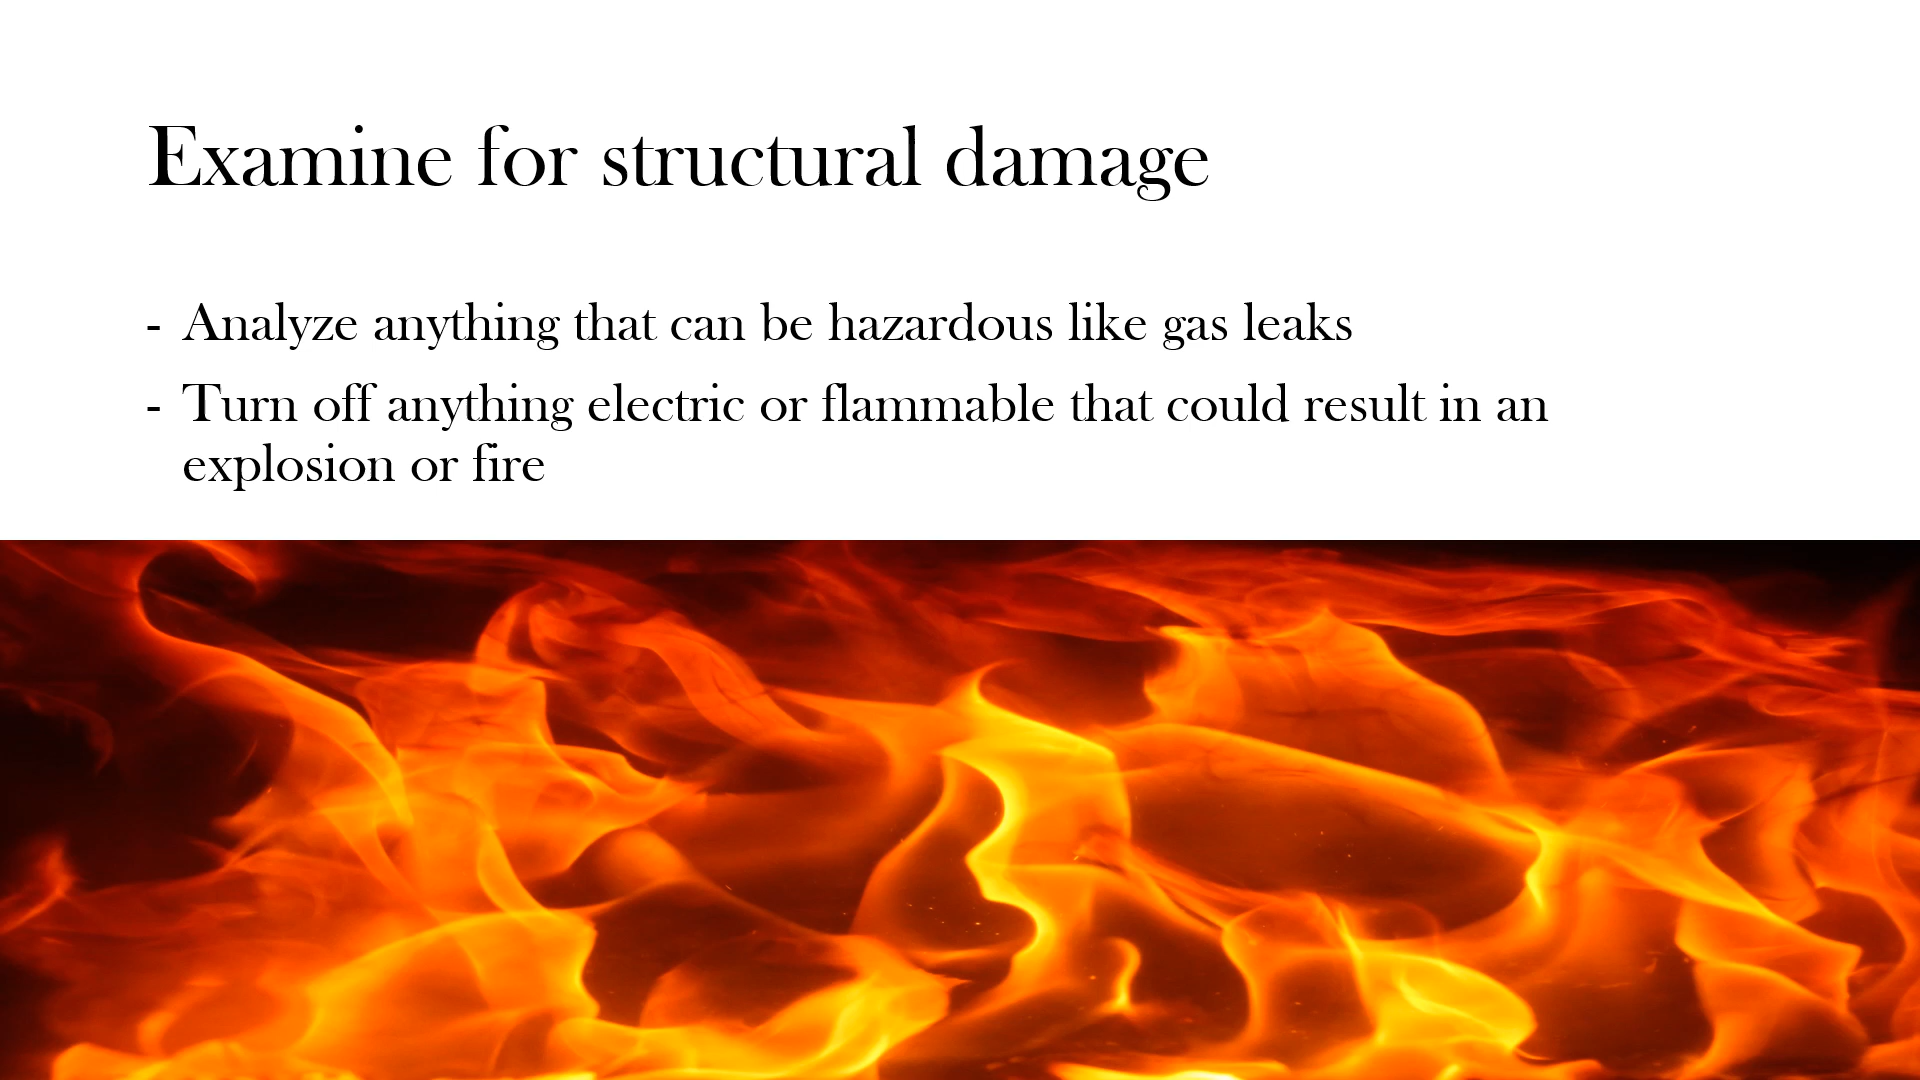 Examine for structural damage
- Analyze anything that can be hazardous like gas leaks
- Turn off anything electric or flammable that could result in an
explosion or fire